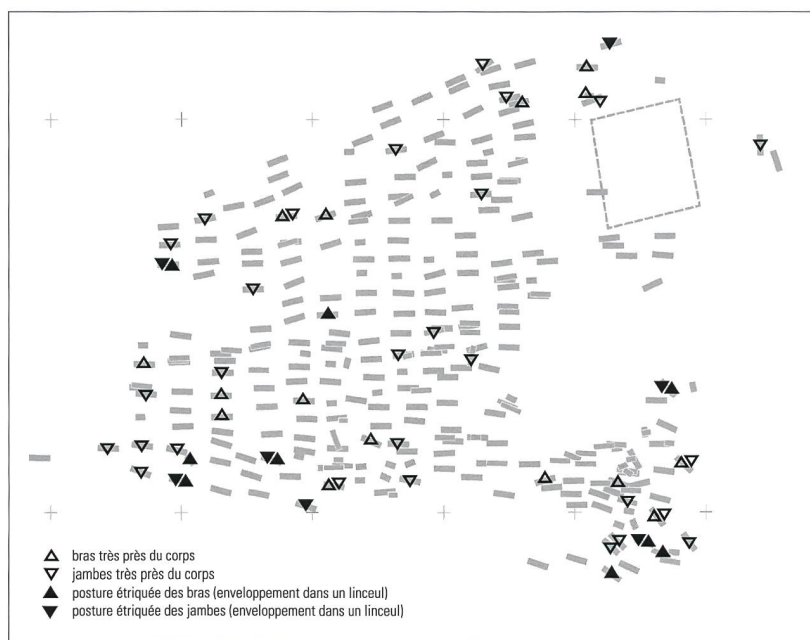 bras très près du corps
jambes très près du corps
posture étriquée des bras (enveloppement dans un linceul)
posture étriquée des jambes (enveloppement dans un linceul)